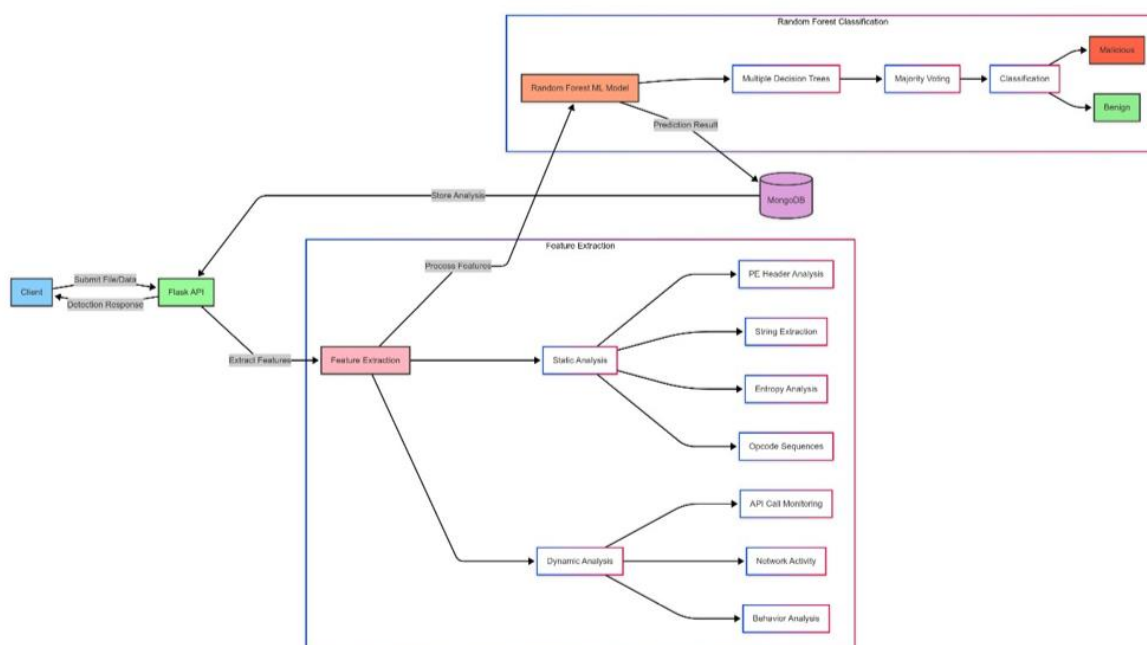 Random Forest Classification
Malicious
Random Forest ML Model
Multiple Decision Trees
Majority Voting
Classification
Benign
Prediction Result
MongoDB
Store Analysis
Feature Extraction
Process Features
PE Header Analysis
Client
Submit File/Data
Detection Response
Flask API
String Extraction
Extract Features
Feature Extraction
Static Analysis
Entropy Analysis
Opcode Sequences
API Call Monitoring
Dynamic Analysis
Network Activity
Behavior Analysis